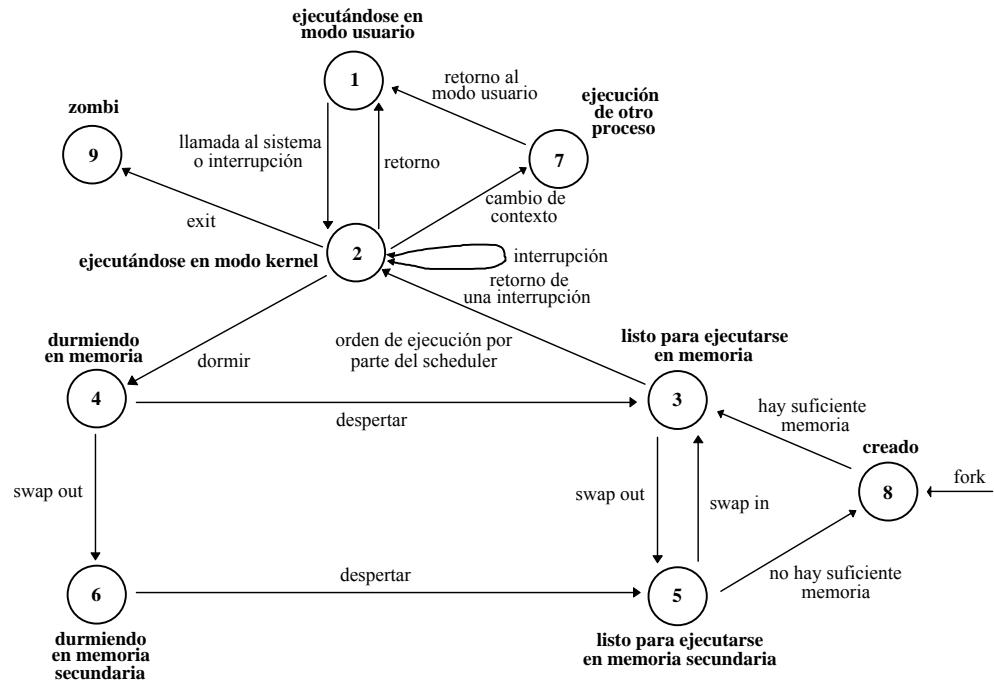 ejecutándose en
modo usuario
1
retorno al
modo usuario
ejecución
de otro
proceso
zombi
9
llamada al sistema
o interrupción
retorno
7
cambio de
contexto
exit
2
ejecutándose en modo kernel
interrupción
retorno de
una interrupción
durmiendo
en memoria
dormir
orden de ejecución por
parte del scheduler
listo para ejecutarse
en memoria
4
3
despertar
hay suficiente
memoria
creado
8
fork
swap out
swap out
swap in
despertar
no hay suficiente
memoria
6
5
durmiendo
en memoria
secundaria
listo para ejecutarse
en memoria secundaria